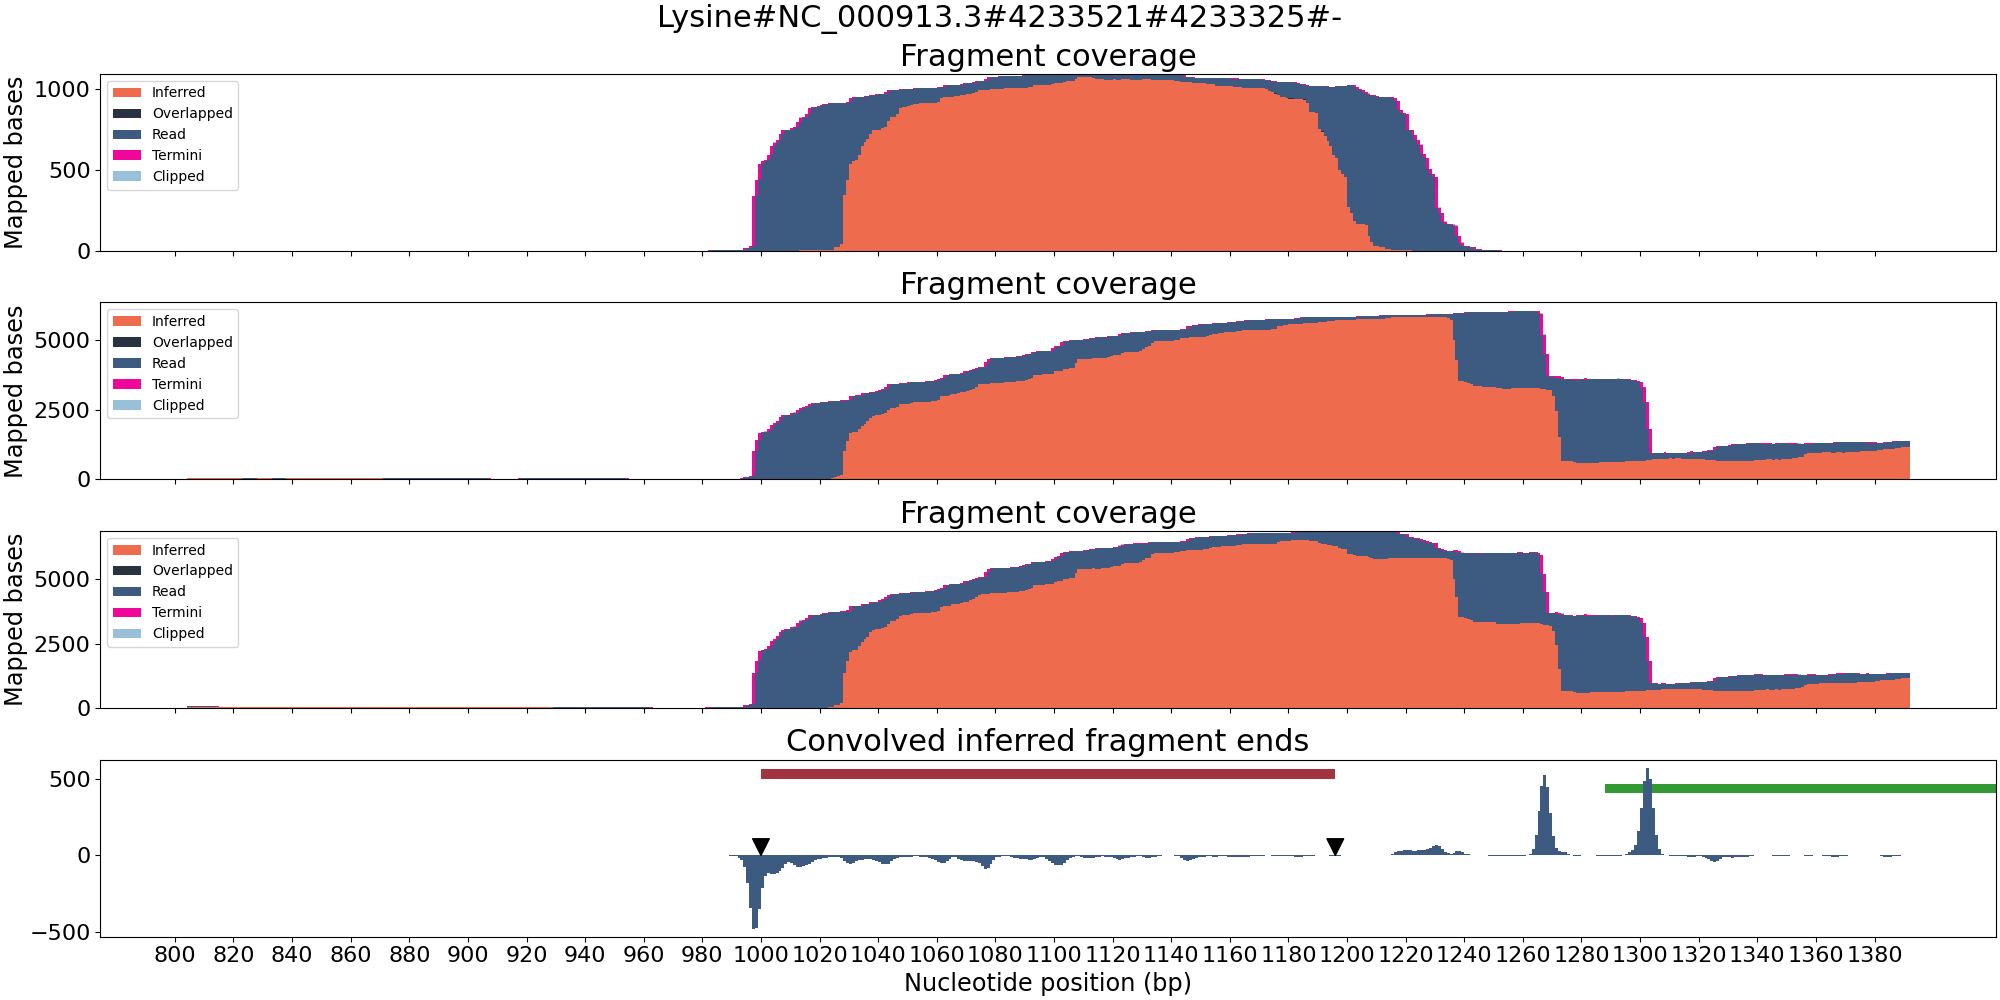 Lysine#NC_000913.3#4233521#4233325#-
Fragment coverage
Mapped bases
1000
500
0
Inferred
Overlapped
Read
Termini
Clipped
Fragment coverage
Mapped bases
5000
2500
0
Inferred
Overlapped
Read
Termini
Clipped
Fragment coverage
Mapped bases
5000
2500
0
Inferred
Overlapped
Read
Termini
Clipped
Convolved inferred fragment ends
500
0
−500
800 820 840 860 880 900 920 940 960 980 1000 1020 1040 1060 1080 1100 1120 1140 1160 1180 1200 1220 1240 1260 1280 1300 1320 1340 1360 1380
Nucleotide position (bp)